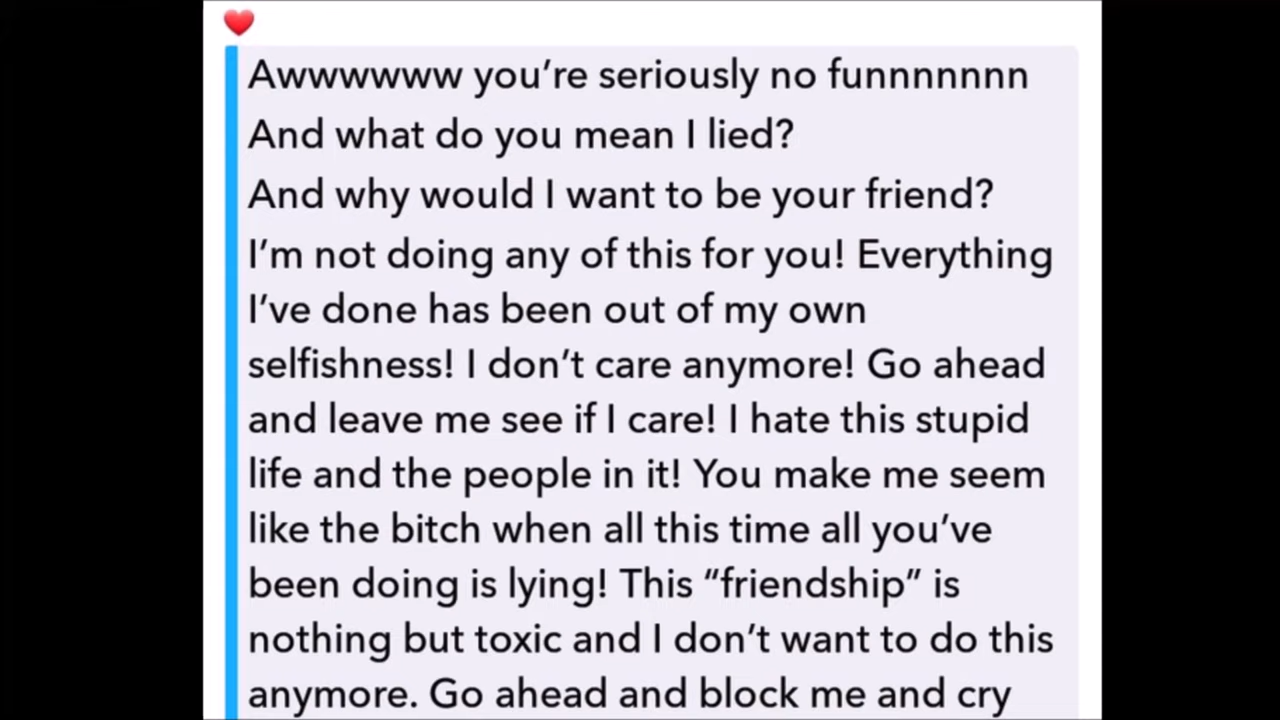 Awwwwww you’re seriously no funnnnnnn
And what do you mean I lied?
And why would I want to be your friend?
I’m not doing any of this for you! Everything
I’ve done has been out of my own
selfishness! I don’t care anymore! Go ahead
and leave me see if I care! I hate this stupid
life and the people in it! You make me seem
like the bitch when all this time all you’ve
been doing is lying! This “friendship” is
nothing but toxic and I don’t want to do this
anymore. Go ahead and block me and cry